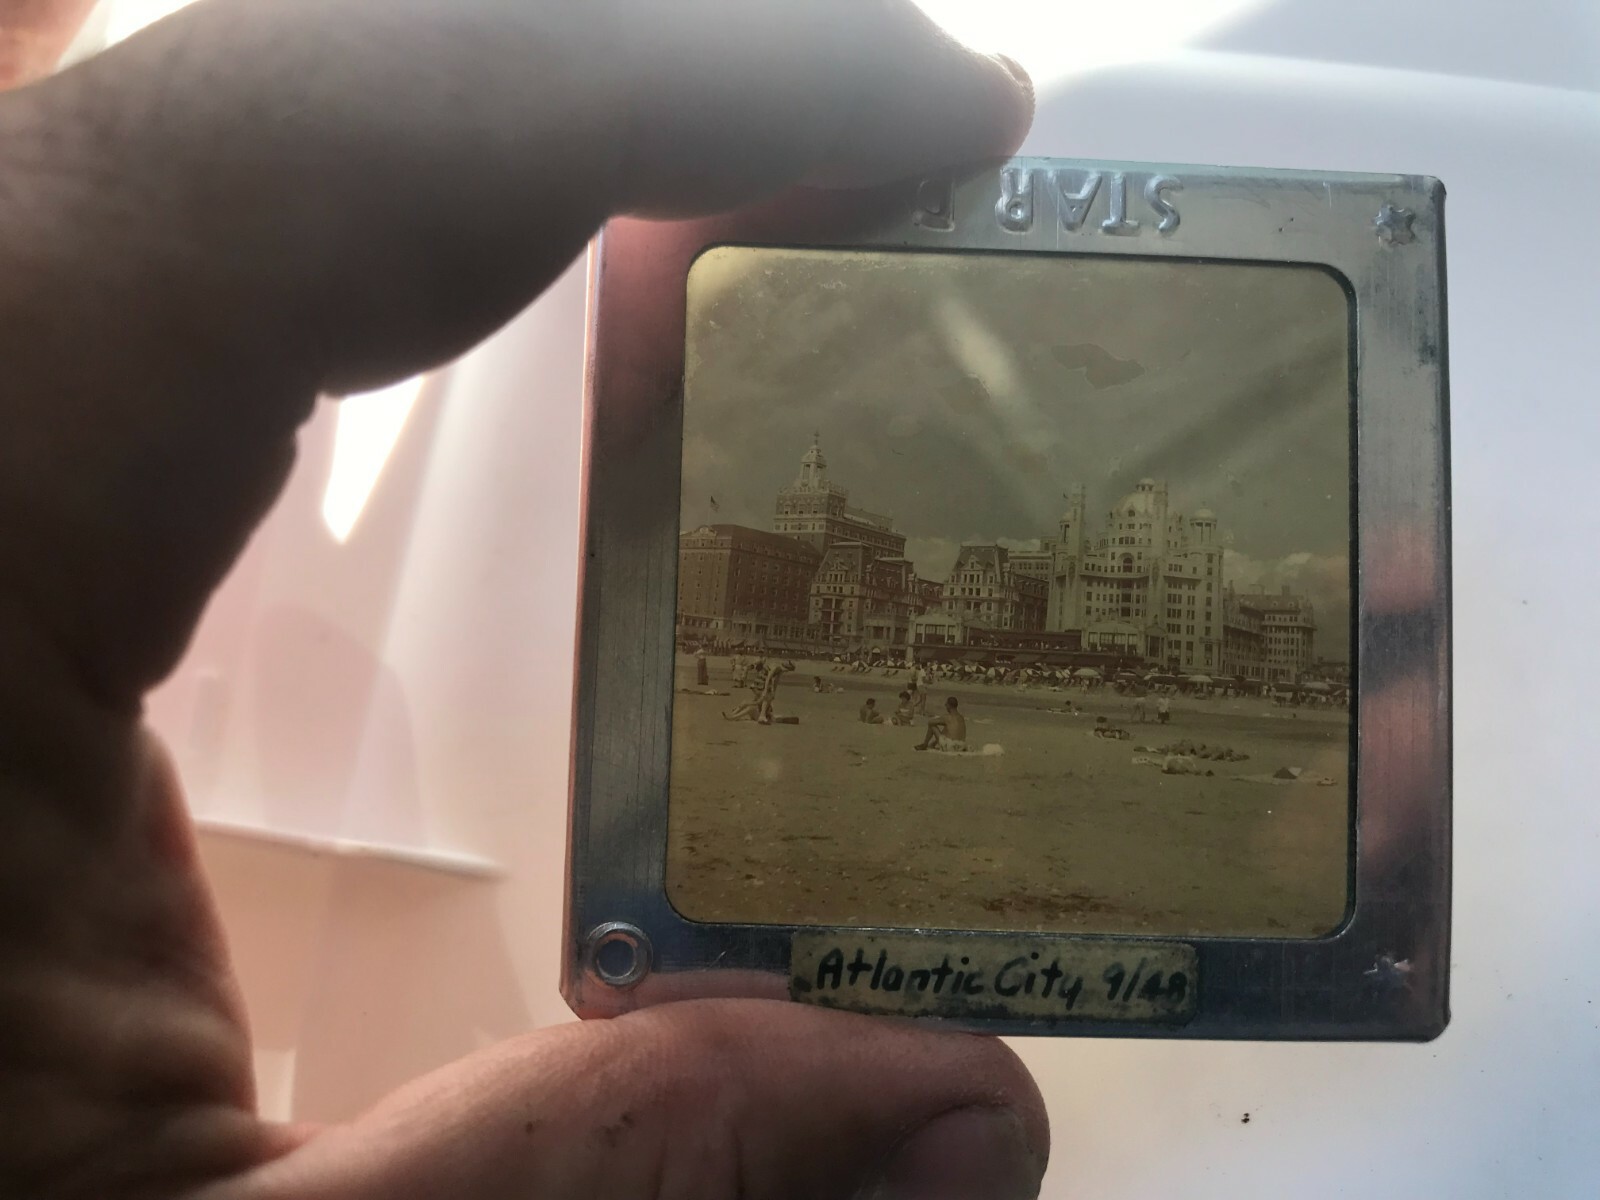 STAR D
Atlantic City 9/48